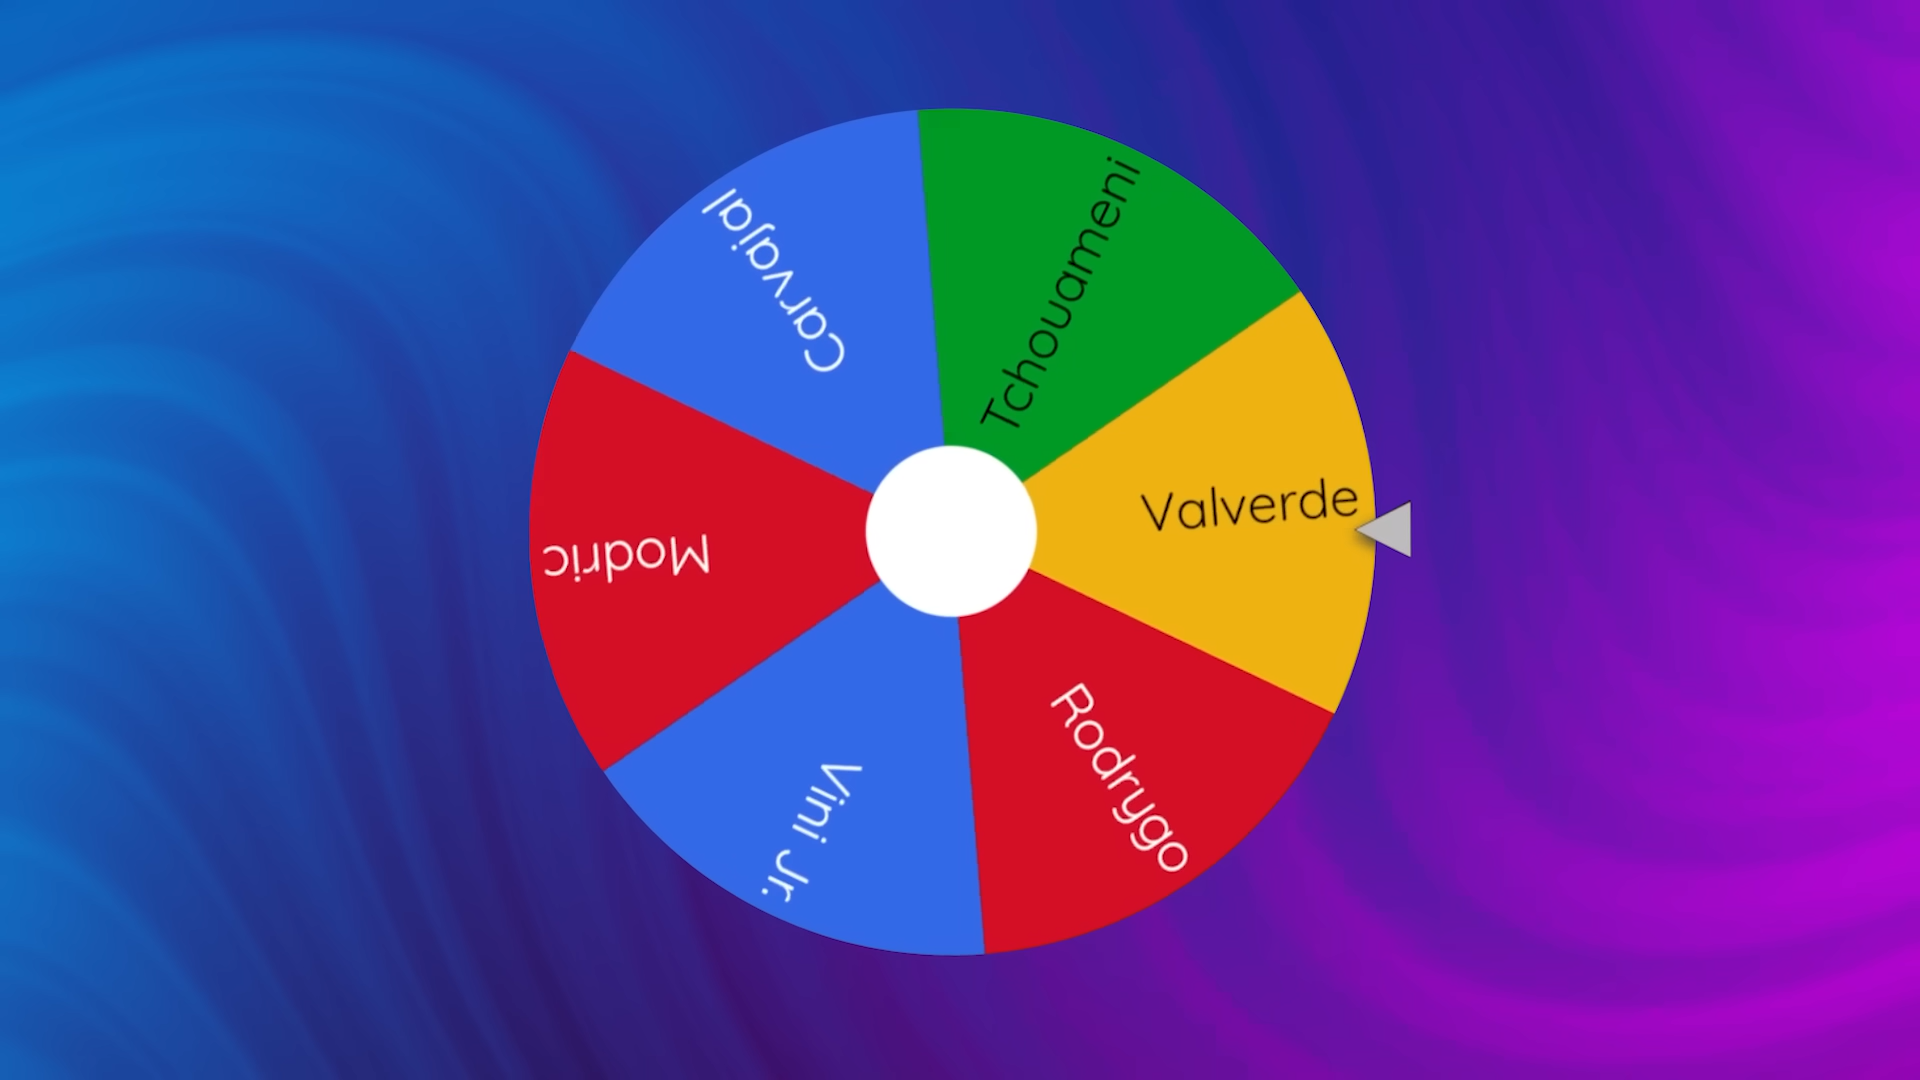 Tchouameni
Valverde
Rodrygo
Vini Jr.
Modric
Carvajal